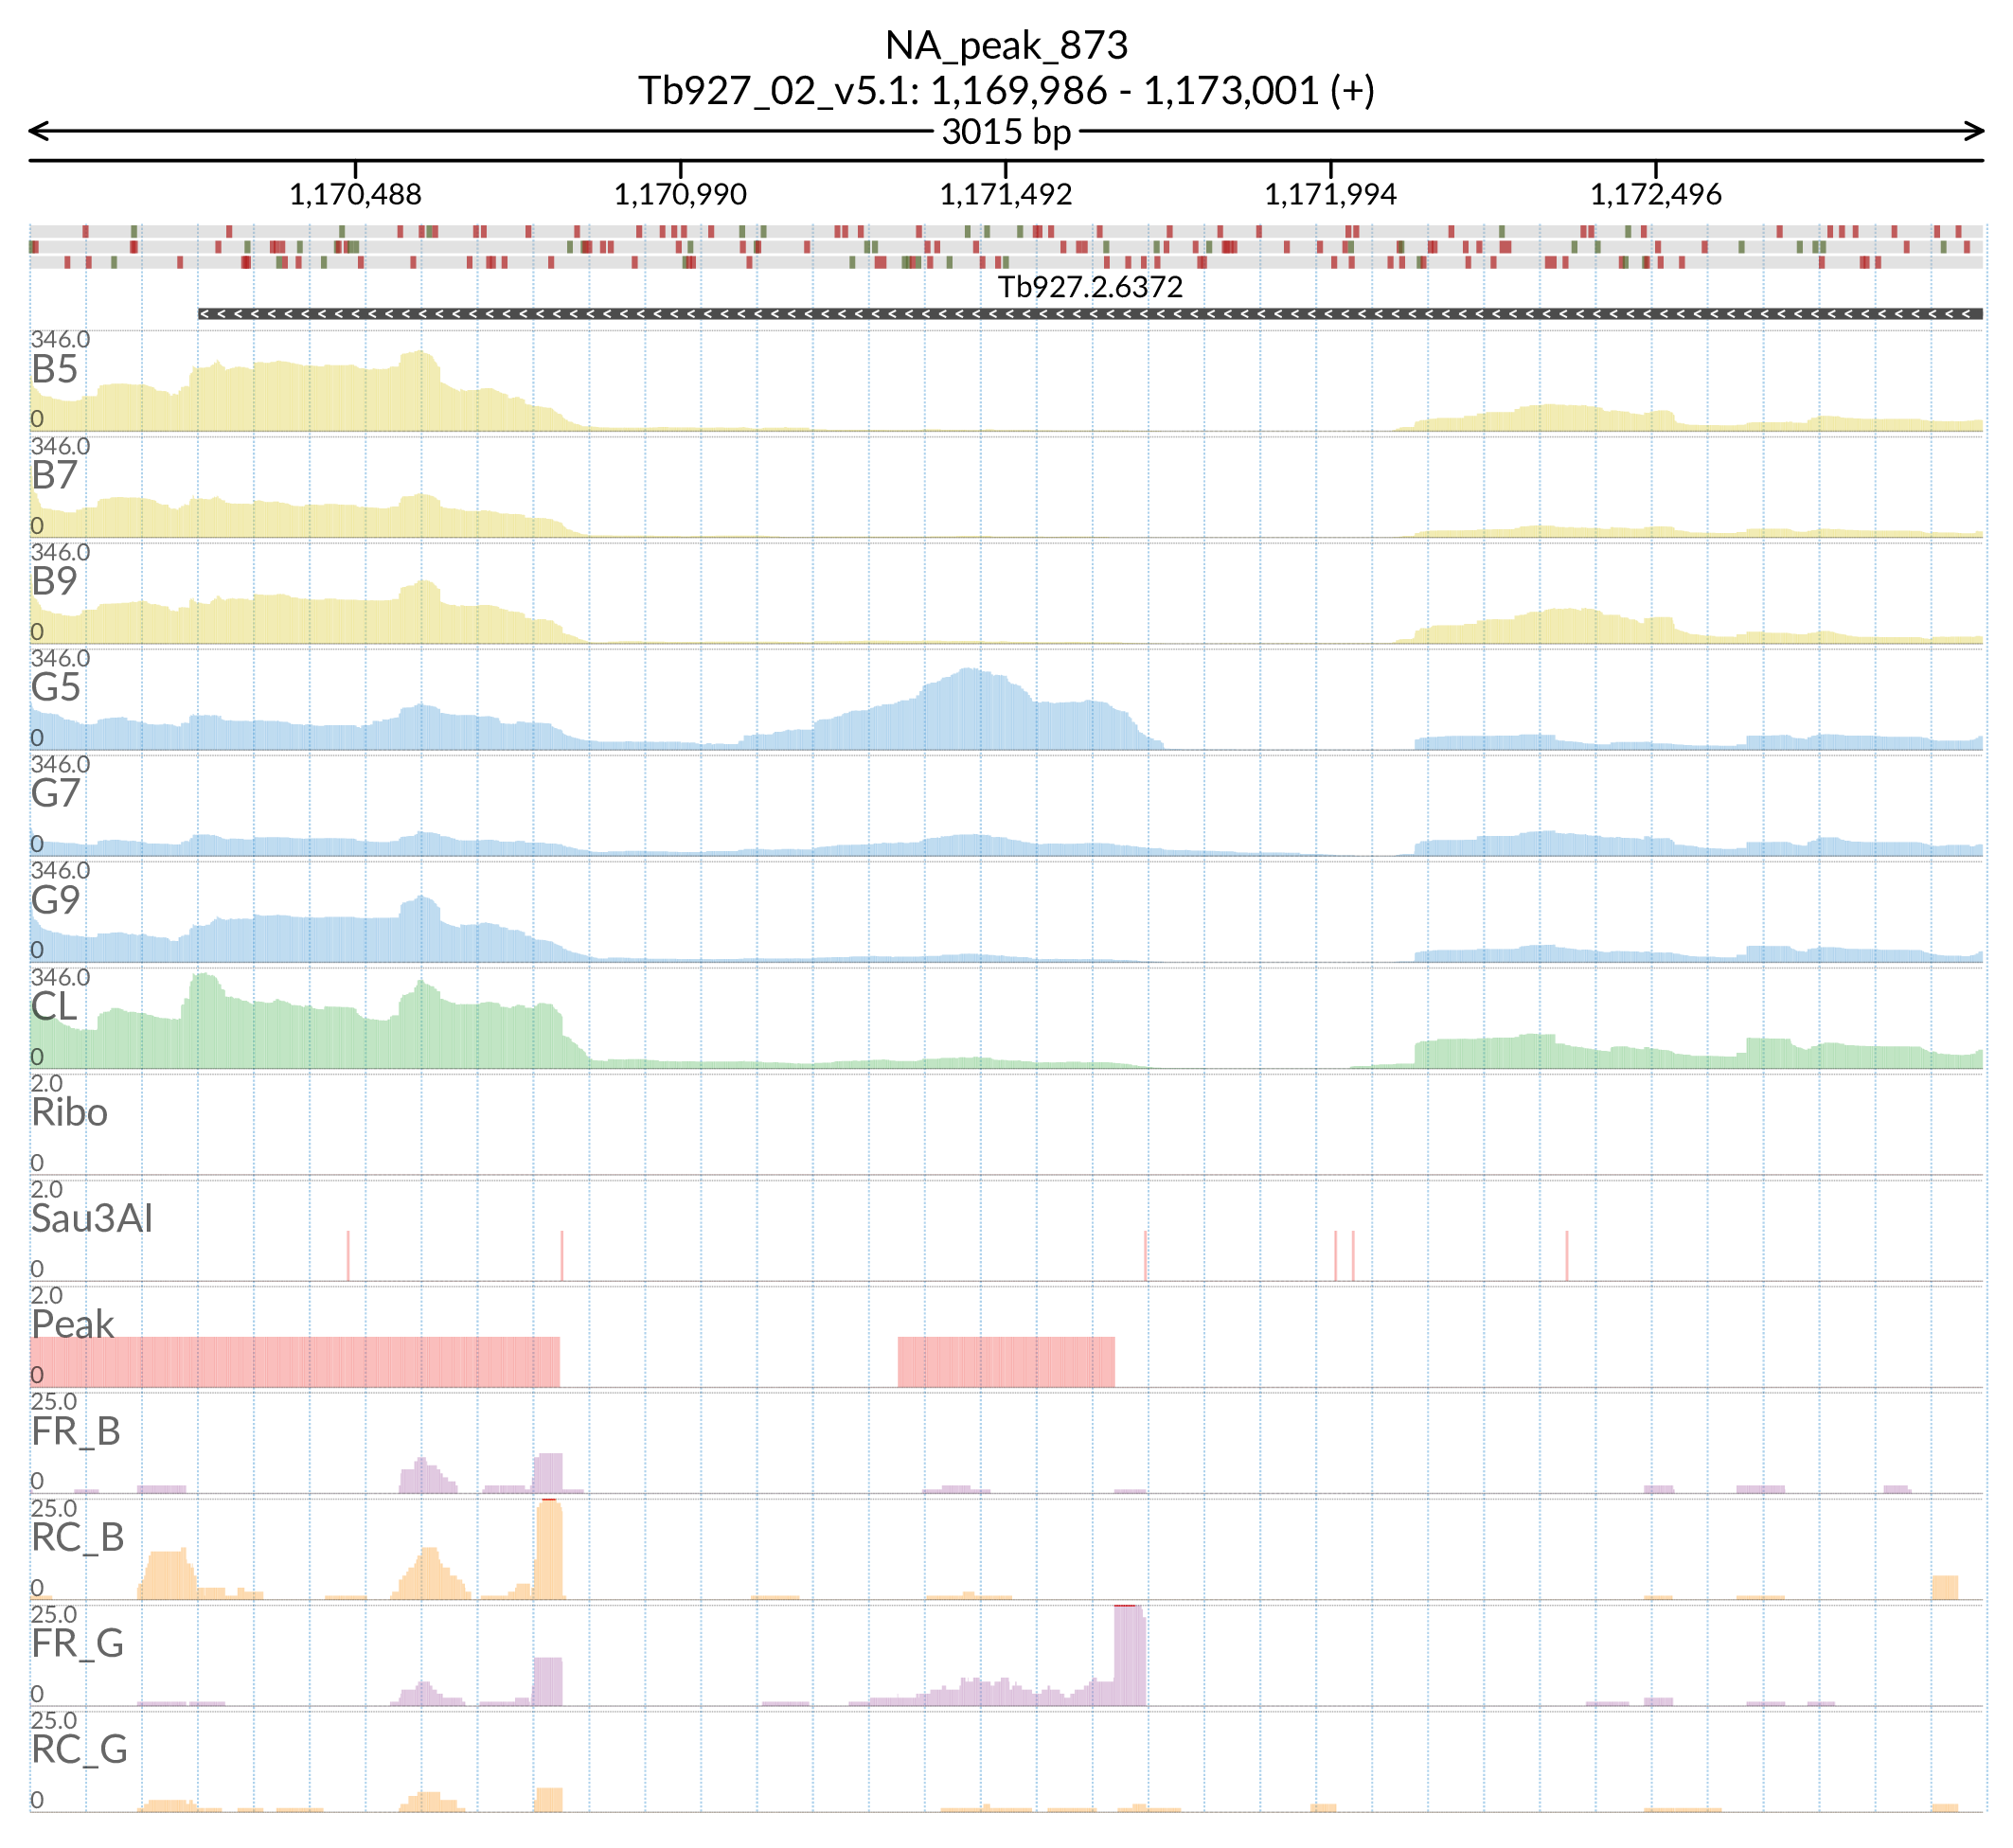 NA_peak_873
Tb927_02_v5.1: 1,169,986 - 1,173,001 (+)
3015 bp
1,170,488 1,170,990 1,171,492 1,171,994 1,172,496
Tb927.2.6372
346.0
B5
0
346.0
B7
0
346.0
B9
0
346.0
G5
0
346.0
G7
0
346.0
G9
0
346.0
CL
0
2.0
Ribo
0
2.0
Sau3AI
0
2.0
Peak
0
25.0
FR_B
0
25.0
RC_B
0
25.0
FR_G
0
25.0
RC_G
0